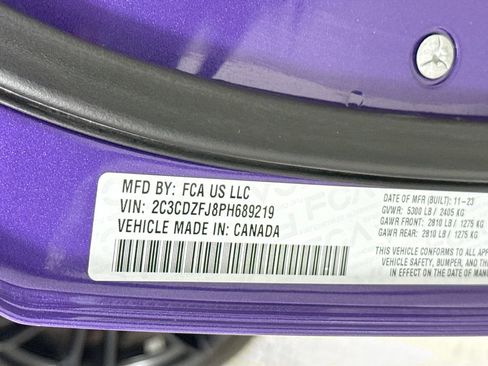 MFD BY: FCA US LLC
VIN: 2C3CDZFJ8PH689219
VEHICLE MADE IN: CANADA
DATE OF MFR (BUILT): 11-23
GVWR: 5300 LB / 2405 KG
GAWR FRONT: 2810 LB / 1275 KG
GAWR REAR: 2810 LB / 1275 KG
THIS VEHICLE CONFORMS TO ALL APP
VEHICLE SAFETY, BUMPER, AND THE
IN EFFECT ON THE DATE OF MANU